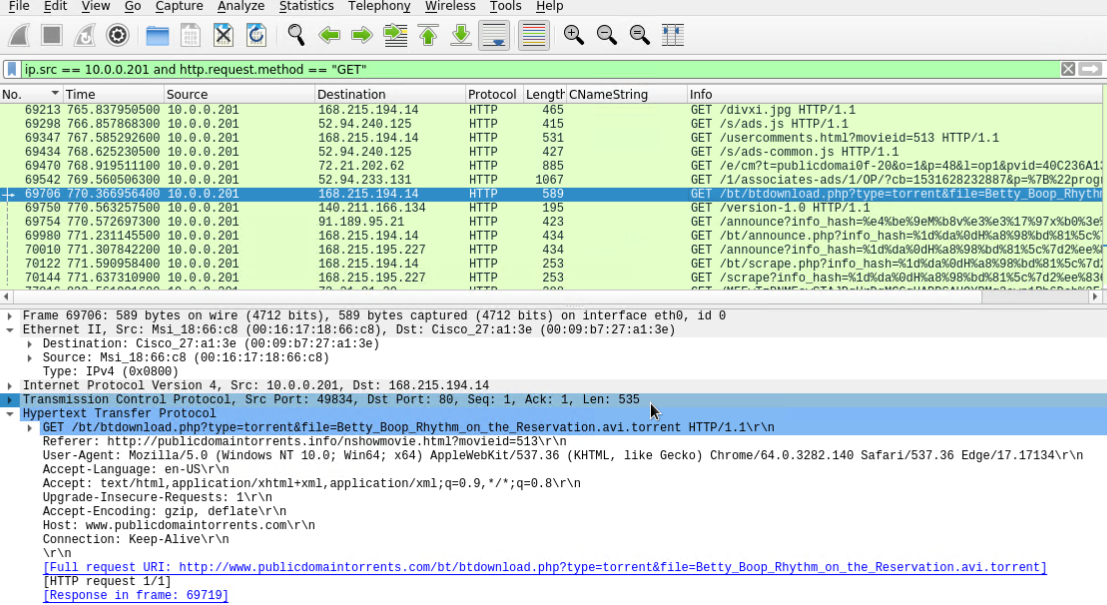 File Edit View Go Capture Analyze Statistics Telephony Wireless Tools Help
ip.src == 10.0.0.201 and http.request.method == "GET"
No. Time Source Destination Protocol Length CNameString Info
69213 765.837950500 10.0.0.201 168.215.194.14 HTTP 465 GET /divxi.jpg HTTP/1.1
69298 766.857868300 10.0.0.201 52.94.240.125 HTTP 415 GET /s/ads.js HTTP/1.1
69347 767.585292600 10.0.0.201 168.215.194.14 HTTP 531 GET /usercomments.html?movieid=513 HTTP/1.1
69434 768.625230500 10.0.0.201 52.94.240.125 HTTP 427 GET /s/ads-common.js HTTP/1.1
69470 768.919511100 10.0.0.201 72.21.202.62 HTTP 885 GET /e/cm?t=publicdomai0f-20&o=1&p=48&l=op1&pvid=40C236A1
69542 769.560506300 10.0.0.201 52.94.233.131 HTTP 1067 GET /1/associates-ads/1/OP/?cb=1531628232887&p=%7B%22prog
69706 770.366956400 10.0.0.201 168.215.194.14 HTTP 589 GET /bt/btdownload.php?type=torrent&file=Betty_Boop_Rhyth
69750 770.563257500 10.0.0.201 140.211.166.134 HTTP 195 GET /version-1.0 HTTP/1.1
69754 770.572697300 10.0.0.201 91.189.95.21 HTTP 423 GET /announce?info_hash=%e4%be%9eM%b8v%e3%e3%17%97x%b0%3e
69980 771.231145500 10.0.0.201 168.215.194.14 HTTP 434 GET /bt/announce.php?info_hash=%1d%da%0dH%a8%98%bd%81%5c%
70010 771.307842200 10.0.0.201 168.215.195.227 HTTP 434 GET /announce?info_hash=%1d%da%0dH%a8%98%bd%81%5c%7d2%ee%
70122 771.590958400 10.0.0.201 168.215.194.14 HTTP 253 GET /bt/scrape.php?info_hash=%1d%da%0dH%a8%98%bd%81%5c%7d
70144 771.637310900 10.0.0.201 168.215.195.227 HTTP 253 GET /scrape?info_hash=%1d%da%0dH%a8%98%bd%81%5c%7d2%ee%83
Frame 69706: 589 bytes on wire (4712 bits), 589 bytes captured (4712 bits) on interface eth0, id 0
Ethernet II, Src: Msi_18:66:c8 (00:16:17:18:66:c8), Dst: Cisco_27:a1:3e (00:09:b7:27:a1:3e)
Destination: Cisco_27:a1:3e (00:09:b7:27:a1:3e)
Source: Msi_18:66:c8 (00:16:17:18:66:c8)
Type: IPv4 (0x0800)
Internet Protocol Version 4, Src: 10.0.0.201, Dst: 168.215.194.14
Transmission Control Protocol, Src Port: 49834, Dst Port: 80, Seq: 1, Ack: 1, Len: 535
Hypertext Transfer Protocol
GET /bt/btdownload.php?type=torrent&file=Betty_Boop_Rhythm_on_the_Reservation.avi.torrent HTTP/1.1\r\n
Referer: http://publicdomaintorrents.info/nshowmovie.html?movieid=513\r\n
User-Agent: Mozilla/5.0 (Windows NT 10.0; Win64; x64) AppleWebKit/537.36 (KHTML, like Gecko) Chrome/64.0.3282.140 Safari/537.36 Edge/17.17134\r\n
Accept-Language: en-US\r\n
Accept: text/html,application/xhtml+xml,application/xml;q=0.9,*/*;q=0.8\r\n
Upgrade-Insecure-Requests: 1\r\n
Accept-Encoding: gzip, deflate\r\n
Host: www.publicdomaintorrents.com\r\n
Connection: Keep-Alive\r\n
\r\n
[Full request URI: http://www.publicdomaintorrents.com/bt/btdownload.php?type=torrent&file=Betty_Boop_Rhythm_on_the_Reservation.avi.torrent]
[HTTP request 1/1]
[Response in frame: 69719]